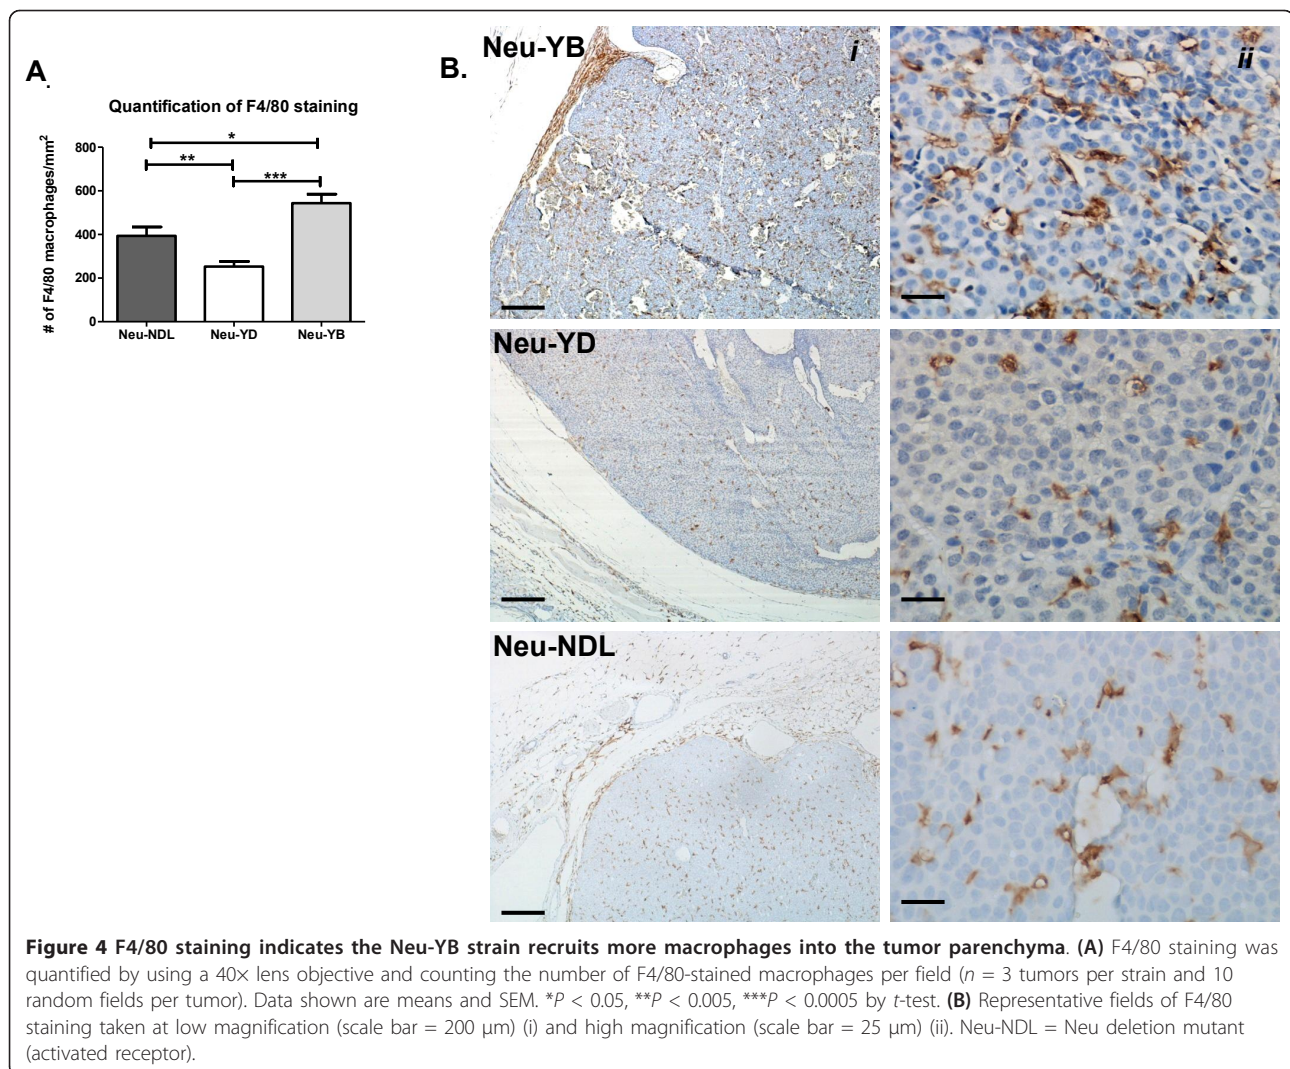 A.
Quantification of F4/80 staining
# of F4/80 macrophages/mm²
800
600
400
200
0
*
**
***
Neu-NDL Neu-YD Neu-YB
B.
Neu-YB
i
ii
Neu-YD
Neu-NDL
Figure 4 F4/80 staining indicates the Neu-YB strain recruits more macrophages into the tumor parenchyma. (A) F4/80 staining was
quantified by using a 40× lens objective and counting the number of F4/80-stained macrophages per field (n = 3 tumors per strain and 10
random fields per tumor). Data shown are means and SEM. *P < 0.05, **P < 0.005, ***P < 0.0005 by t-test. (B) Representative fields of F4/80
staining taken at low magnification (scale bar = 200 μm) (i) and high magnification (scale bar = 25 μm) (ii). Neu-NDL = Neu deletion mutant
(activated receptor).